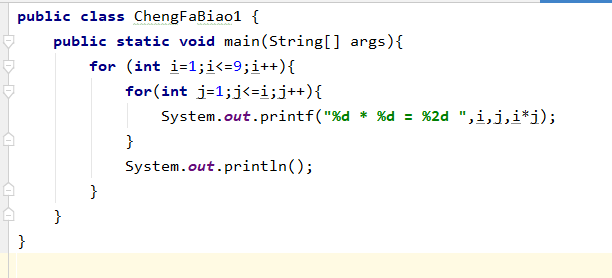 public class ChengFaBiao1 {
    public static void main(String[] args){
        for (int i=1;i<=9;i++){
            for(int j=1;j<=i;j++){
                System.out.printf("%d * %d = %2d ",i,j,i*j);
            }
            System.out.println();
        }
    }
}